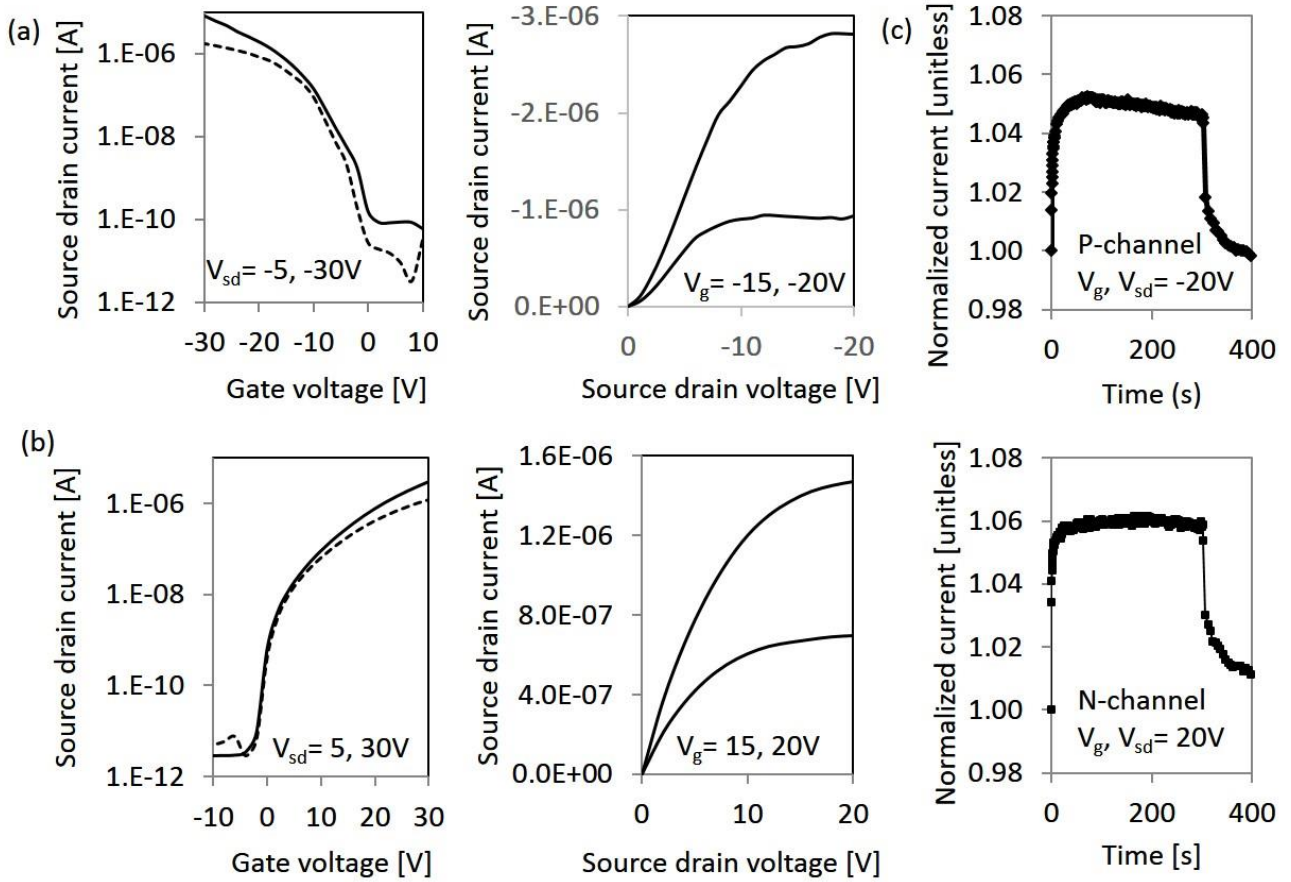 (a)
Source drain current [A]
1.E-06
1.E-08
1.E-10
1.E-12
V_sd= -5, -30V
-30 -20 -10 0 10
Gate voltage [V]
Source drain current [A]
-3.E-06
-2.E-06
-1.E-06
0.E+00
V_g= -15, -20V
0 -10 -20
Source drain voltage [V]
(c)
Normalized current [unitless]
1.08
1.06
1.04
1.02
1.00
0.98
P-channel
V_g, V_sd= -20V
0 200 400
Time (s)
(b)
Source drain current [A]
1.E-06
1.E-08
1.E-10
1.E-12
V_sd= 5, 30V
-10 0 10 20 30
Gate voltage [V]
Source drain current [A]
1.6E-06
1.2E-06
8.0E-07
4.0E-07
0.0E+00
V_g= 15, 20V
0 10 20
Source drain voltage [V]
Normalized current [unitless]
1.08
1.06
1.04
1.02
1.00
0.98
N-channel
V_g, V_sd= 20V
0 200 400
Time [s]